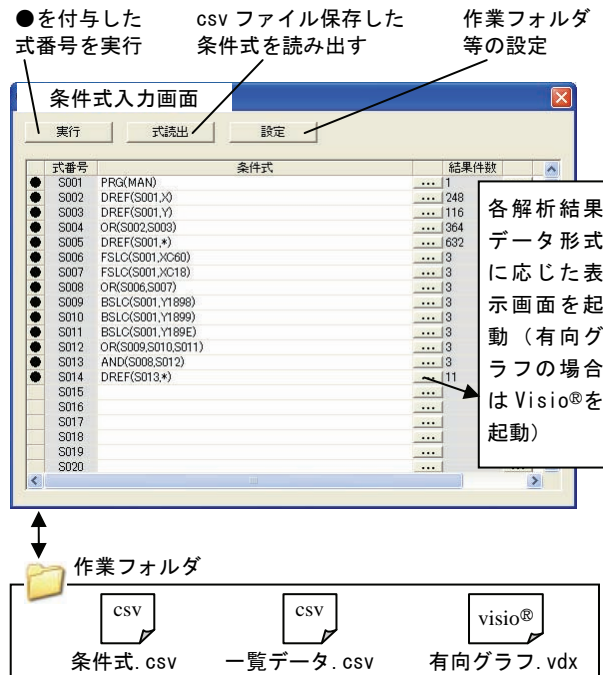 ●を付与した
式番号を実行
csv ファイル保存した
条件式を読み出す
作業フォルダ
等の設定
条件式入力画面
実行
式読出
設定
式番号 条件式 結果件数
● S001 PRG(MAN) ... 1
● S002 DREF(S001,X) ... 248
● S003 DREF(S001,Y) ... 116
● S004 OR(S002,S003) ... 364
● S005 DREF(S001,*) ... 632
● S006 FSLC(S001,XC60) ... 3
● S007 FSLC(S001,XC18) ... 3
● S008 OR(S006,S007) ... 3
● S009 BSLC(S001,Y1898) ... 3
● S010 BSLC(S001,Y1899) ... 3
● S011 BSLC(S001,Y189E) ... 3
● S012 OR(S009,S010,S011) ... 3
● S013 AND(S008,S012) ... 3
● S014 DREF(S013,*) ... 11
S015 ...
S016 ...
S017 ...
S018 ...
S019 ...
S020 ...
各解析結果
データ形式
に応じた表
示画面を起
動（有向グ
ラフの場合
は Visio®を
起動）
作業フォルダ
csv
条件式.csv
csv
一覧データ.csv
visio®
有向グラフ.vdx